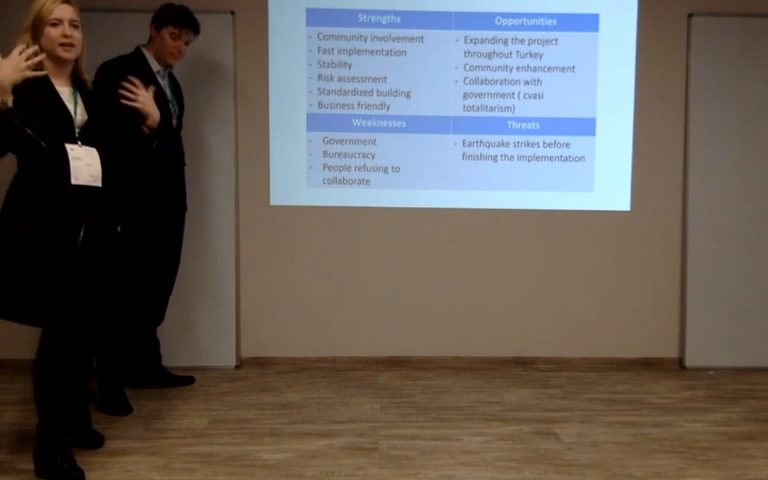 Strengths
- Community involvement
- Fast implementation
- Stability
- Risk assessment
- Standardized building
- Business friendly
Opportunities
- Expanding the project
throughout Turkey
- Community enhancement
- Collaboration with
government ( cvasi
totalitarism)
Weaknesses
- Government
- Bureaucracy
- People refusing to
collaborate
Threats
- Earthquake strikes before
finishing the implementation